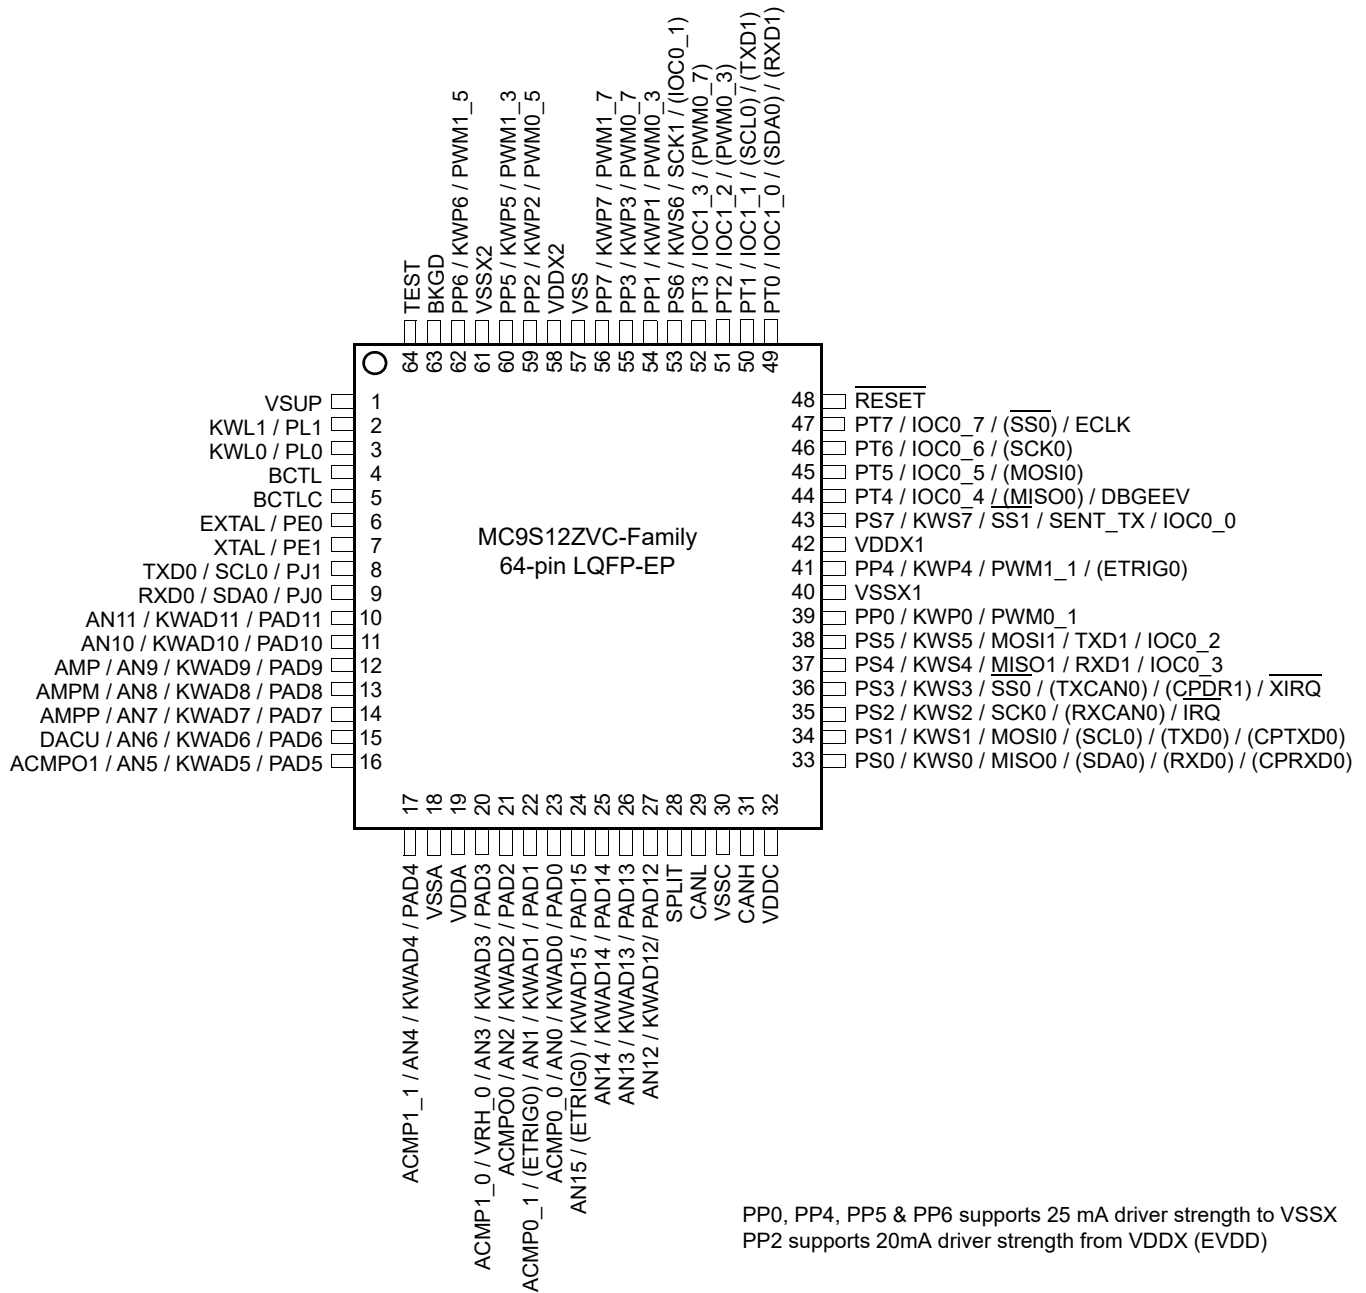 TEST
BKGD
PP6 / KWP6 / PWM1_5
VSSX2
PP5 / KWP5 / PWM1_3
PP2 / KWP2 / PWM0_5
VDDX2
VSS
PP7 / KWP7 / PWM1_7
PP3 / KWP3 / PWM0_7
PP1 / KWP1 / PWM0_3
PS6 / KWS6 / SCK1 / (IOC0_1)
PT3 / IOC1_3 / (PWM0_7)
PT2 / IOC1_2 / (PWM0_3)
PT1 / IOC1_1 / (SCL0) / (TXD1)
PT0 / IOC1_0 / (SDA0) / (RXD1)
64
63
62
61
60
59
58
57
56
55
54
53
52
51
50
49
VSUP 1
KWL1 / PL1 2
KWL0 / PL0 3
BCTL 4
BCTLC 5
EXTAL / PE0 6
XTAL / PE1 7
TXD0 / SCL0 / PJ1 8
RXD0 / SDA0 / PJ0 9
AN11 / KWAD11 / PAD11 10
AN10 / KWAD10 / PAD10 11
AMP / AN9 / KWAD9 / PAD9 12
AMPM / AN8 / KWAD8 / PAD8 13
AMPP / AN7 / KWAD7 / PAD7 14
DACU / AN6 / KWAD6 / PAD6 15
ACMPO1 / AN5 / KWAD5 / PAD5 16
MC9S12ZVC-Family
64-pin LQFP-EP
48 RESET
47 PT7 / IOC0_7 / (SS0) / ECLK
46 PT6 / IOC0_6 / (SCK0)
45 PT5 / IOC0_5 / (MOSI0)
44 PT4 / IOC0_4 / (MISO0) / DBGEEV
43 PS7 / KWS7 / SS1 / SENT_TX / IOC0_0
42 VDDX1
41 PP4 / KWP4 / PWM1_1 / (ETRIG0)
40 VSSX1
39 PP0 / KWP0 / PWM0_1
38 PS5 / KWS5 / MOSI1 / TXD1 / IOC0_2
37 PS4 / KWS4 / MISO1 / RXD1 / IOC0_3
36 PS3 / KWS3 / SS0 / (TXCAN0) / (CPDR1) / XIRQ
35 PS2 / KWS2 / SCK0 / (RXCAN0) / IRQ
34 PS1 / KWS1 / MOSI0 / (SCL0) / (TXD0) / (CPTXD0)
33 PS0 / KWS0 / MISO0 / (SDA0) / (RXD0) / (CPRXD0)
17
18
19
20
21
22
23
24
25
26
27
28
29
30
31
32
ACMP1_1 / AN4 / KWAD4 / PAD4
VSSA
VDDA
ACMP1_0 / VRH_0 / AN3 / KWAD3 / PAD3
ACMPO0 / AN2 / KWAD2 / PAD2
ACMP0_1 / (ETRIG0) / AN1 / KWAD1 / PAD1
ACMP0_0 / AN0 / KWAD0 / PAD0
AN15 / (ETRIG0) / KWAD15 / PAD15
AN14 / KWAD14 / PAD14
AN13 / KWAD13 / PAD13
AN12 / KWAD12/ PAD12
SPLIT
CANL
VSSC
CANH
VDDC
PP0, PP4, PP5 & PP6 supports 25 mA driver strength to VSSX
PP2 supports 20mA driver strength from VDDX (EVDD)